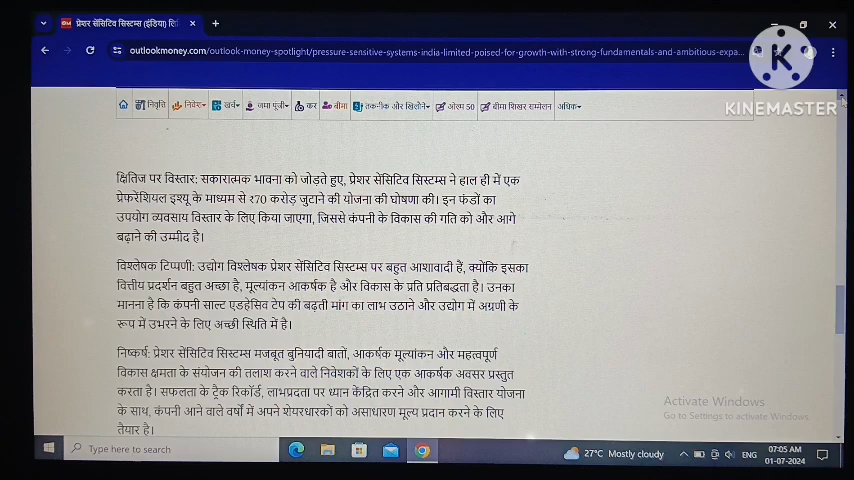 प्रेशर सेंसिटिव सिस्टम्स (इंडिया) लि
outlookmoney.com/outlook-money-spotlight/pressure-sensitive-systems-india-limited-poised-for-growth-with-strong-fundamentals-and-ambitious-expa...
KINEMASTER
निवृत्ति निवेश खर्च जमा पूंजी कर बीमा तकनीक और खिलौने ओल्म 50 बीमा शिखर सम्मेलन अधिक
क्षितिज पर विस्तार: सकारात्मक भावना को जोड़ते हुए, प्रेशर सेंसिटिव सिस्टम्स ने हाल ही में एक
प्रेफरेंशियल इश्यू के माध्यम से ₹70 करोड़ जुटाने की योजना की घोषणा की। इन फंडों का
उपयोग व्यवसाय विस्तार के लिए किया जाएगा, जिससे कंपनी के विकास की गति को और आगे
बढ़ाने की उम्मीद है।
विश्लेषक टिप्पणी: उद्योग विश्लेषक प्रेशर सेंसिटिव सिस्टम्स पर बहुत आशावादी हैं, क्योंकि इसका
वित्तीय प्रदर्शन बहुत अच्छा है, मूल्यांकन आकर्षक है और विकास के प्रति प्रतिबद्धता है। उनका
मानना है कि कंपनी साल्ट एडहेसिव टेप की बढ़ती मांग का लाभ उठाने और उद्योग में अग्रणी के
रूप में उभरने के लिए अच्छी स्थिति में है।
निष्कर्ष: प्रेशर सेंसिटिव सिस्टम्स मजबूत बुनियादी बातों, आकर्षक मूल्यांकन और महत्वपूर्ण
विकास क्षमता के संयोजन की तलाश करने वाले निवेशकों के लिए एक आकर्षक अवसर प्रस्तुत
करता है। सफलता के ट्रैक रिकॉर्ड, लाभप्रदता पर ध्यान केंद्रित करने और आगामी विस्तार योजना
के साथ, कंपनी आने वाले वर्षों में अपने शेयरधारकों को असाधारण मूल्य प्रदान करने के लिए
तैयार है।
Activate Windows
Go to Settings to activate Windows.
Type here to search
27°C Mostly cloudy
ENG
07:05 AM
01-07-2024